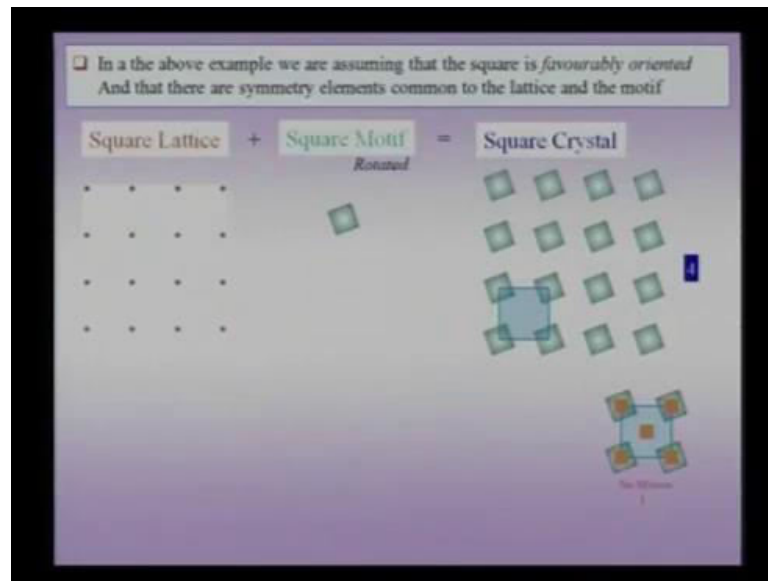 In a the above example we are assuming that the square is favourably oriented
And that there are symmetry elements common to the lattice and the motif
Square Lattice + Square Motif = Square Crystal
Rotated
4